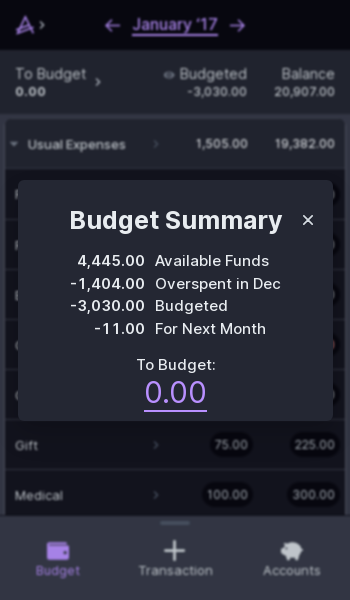 January '17
To Budget Budgeted Balance
0.00 -3,030.00 20,907.00
Usual Expenses 1,505.00 19,382.00
Budget Summary
4,445.00 Available Funds
-1,404.00 Overspent in Dec
-3,030.00 Budgeted
-11.00 For Next Month
To Budget:
0.00
Gift 75.00 225.00
Medical 100.00 300.00
Budget Transaction Accounts